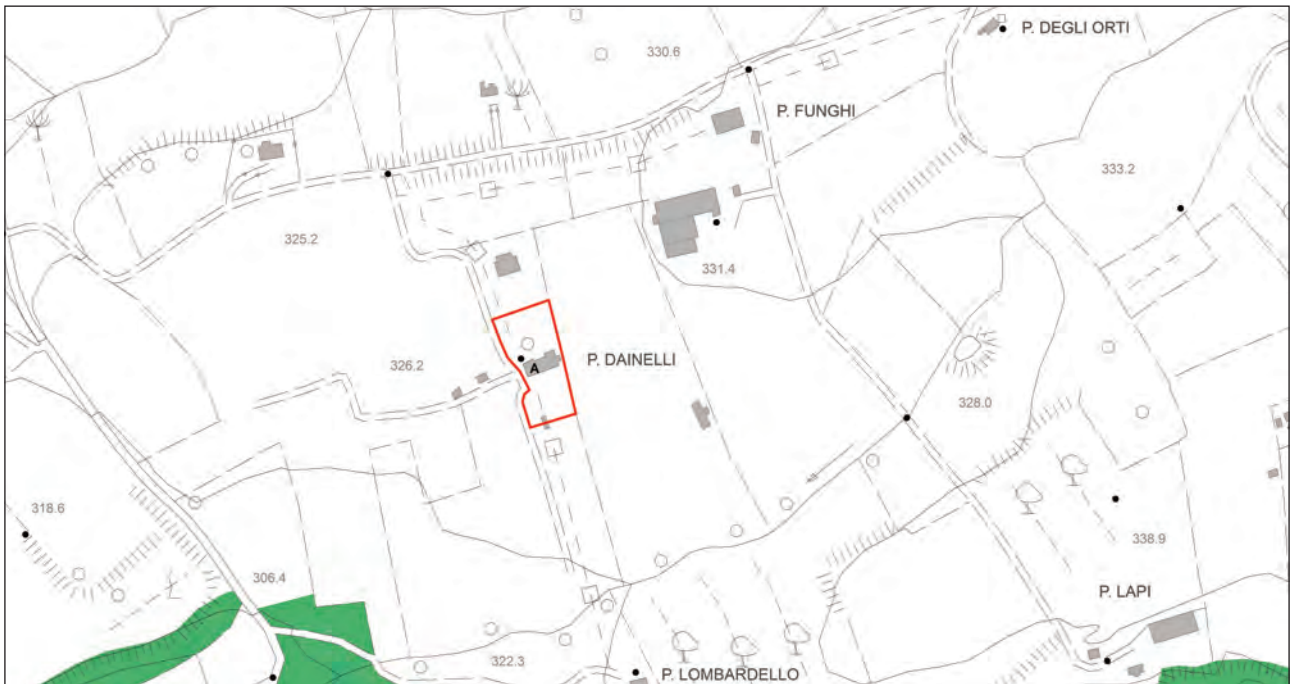 P. DEGLI ORTI
330.6
P. FUNGHI
333.2
325.2
331.4
P. DAINELLI
326.2
A
328.0
318.6
338.9
306.4
P. LAPI
322.3
P. LOMBARDELLO